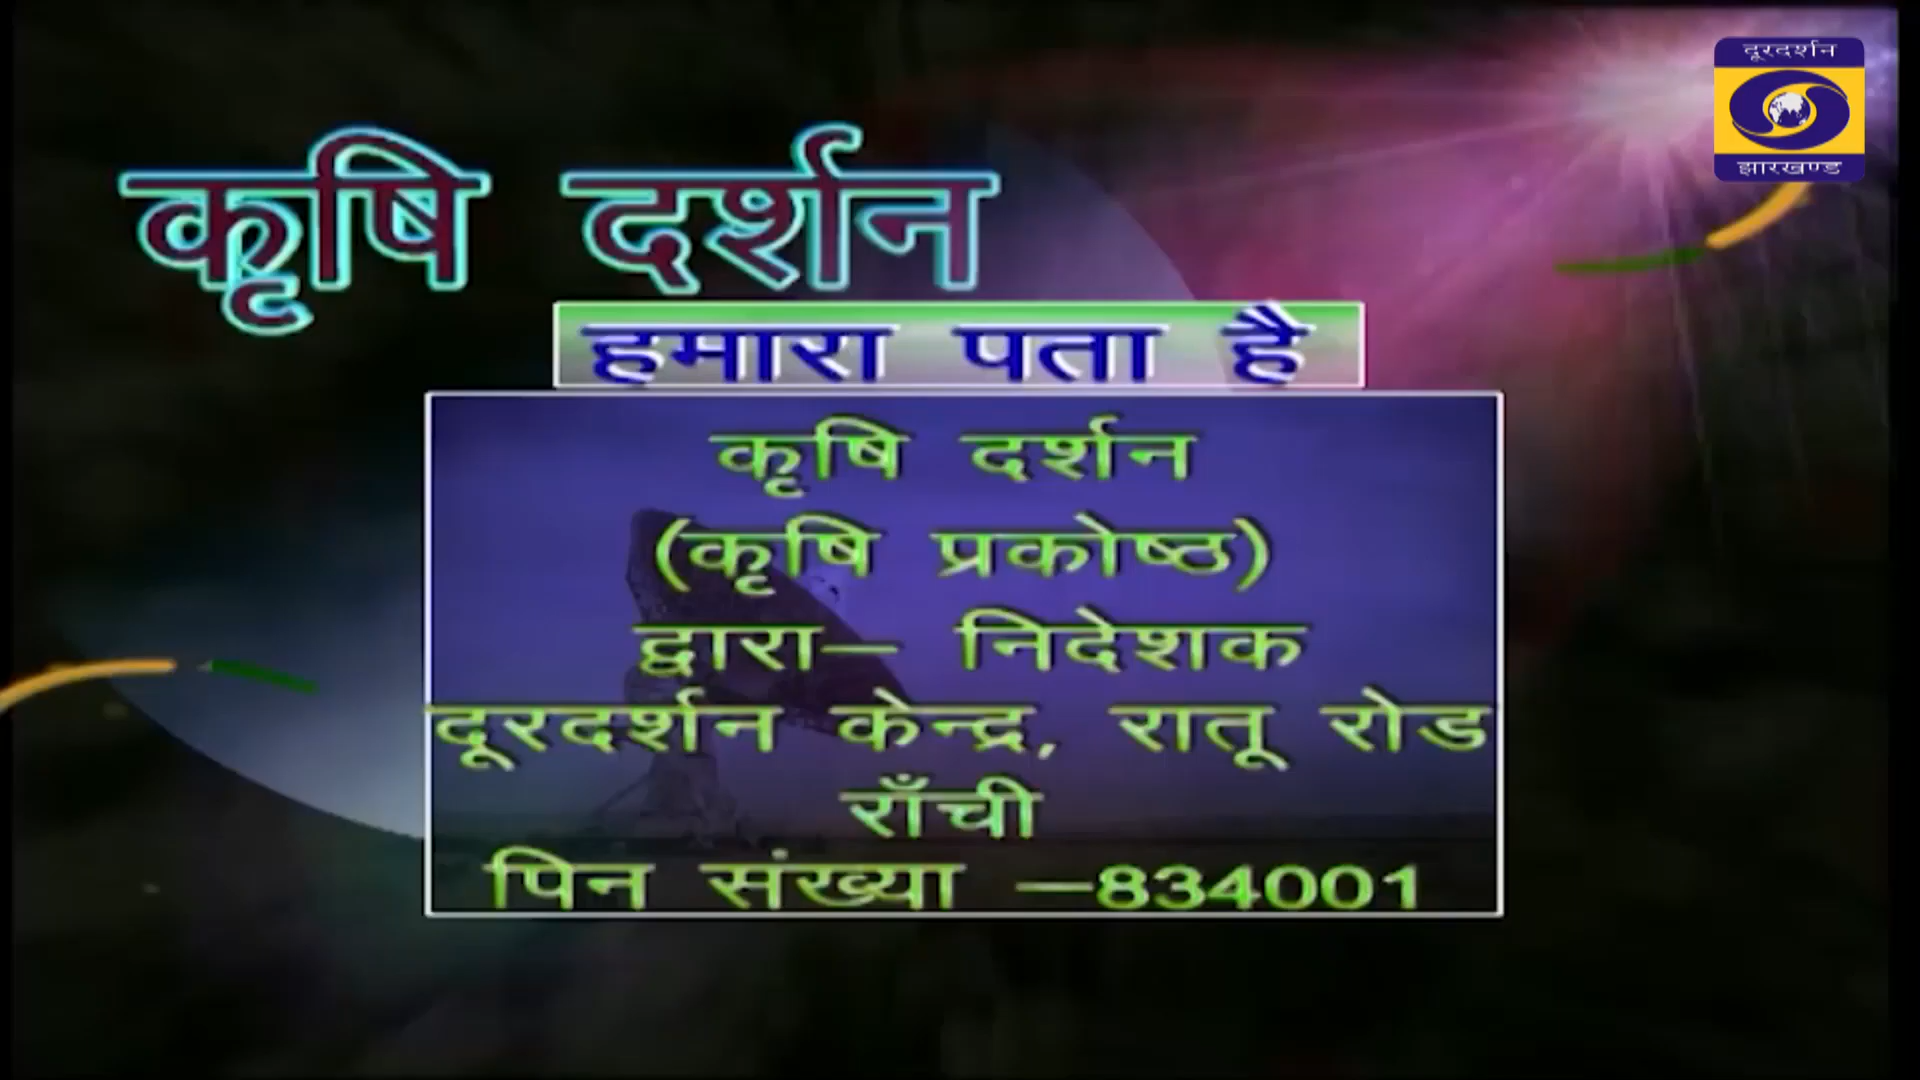 दूरदर्शन
झारखण्ड
कृषि दर्शन
हमारा पता है
कृषि दर्शन
(कृषि प्रकोष्ठ)
द्वारा— निदेशक
दूरदर्शन केन्द्र, रातू रोड
राँची
पिन संख्या —834001